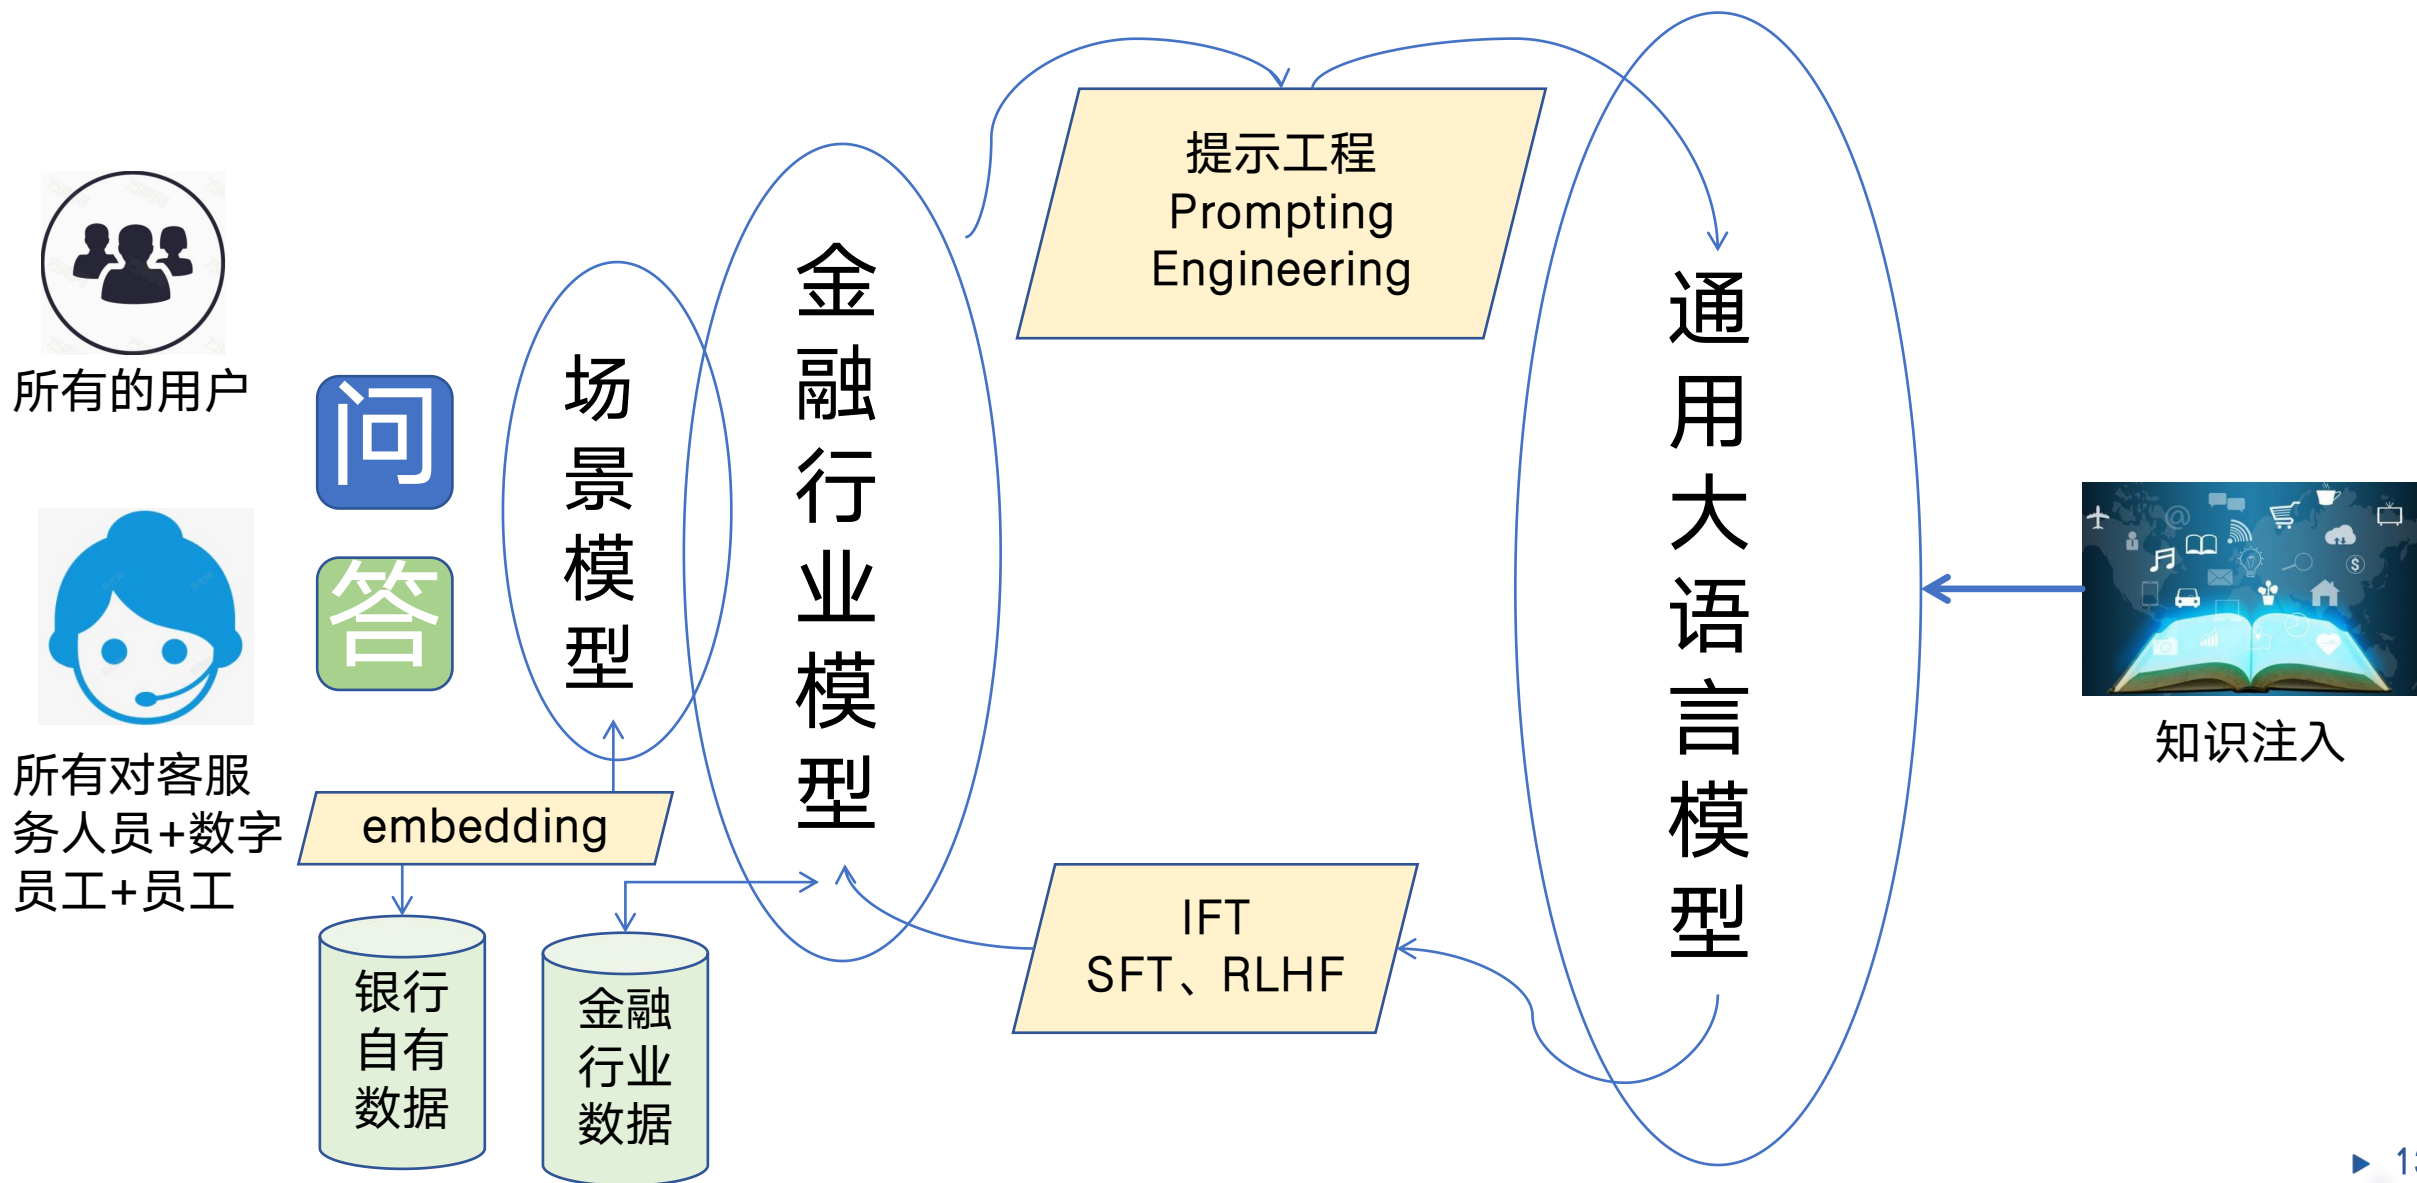 所有的用户
问
答
所有对客服
务人员+数字
员工+员工
场
景
模
型
金
融
行
业
模
型
embedding
银行
自有
数据
金融
行业
数据
提示工程
Prompting
Engineering
IFT
SFT、RLHF
通
用
大
语
言
模
型
知识注入